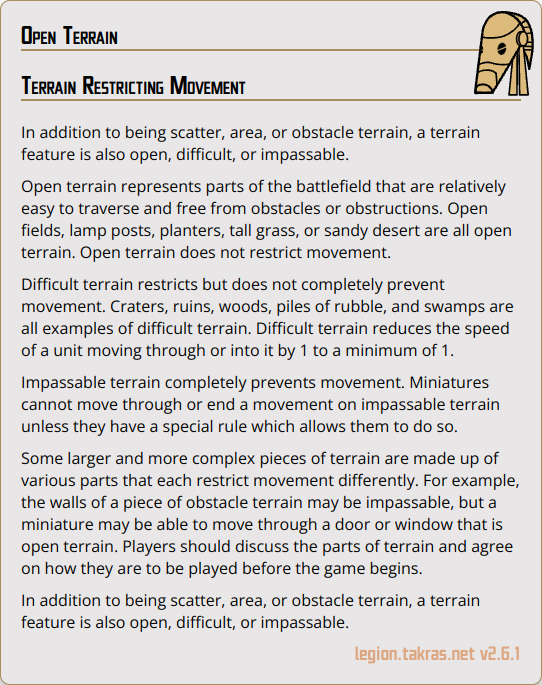 Open Terrain
Terrain Restricting Movement
In addition to being scatter, area, or obstacle terrain, a terrain
feature is also open, difficult, or impassable.
Open terrain represents parts of the battlefield that are relatively
easy to traverse and free from obstacles or obstructions. Open
fields, lamp posts, planters, tall grass, or sandy desert are all open
terrain. Open terrain does not restrict movement.
Difficult terrain restricts but does not completely prevent
movement. Craters, ruins, woods, piles of rubble, and swamps are
all examples of difficult terrain. Difficult terrain reduces the speed
of a unit moving through or into it by 1 to a minimum of 1.
Impassable terrain completely prevents movement. Miniatures
cannot move through or end a movement on impassable terrain
unless they have a special rule which allows them to do so.
Some larger and more complex pieces of terrain are made up of
various parts that each restrict movement differently. For example,
the walls of a piece of obstacle terrain may be impassable, but a
miniature may be able to move through a door or window that is
open terrain. Players should discuss the parts of terrain and agree
on how they are to be played before the game begins.
In addition to being scatter, area, or obstacle terrain, a terrain
feature is also open, difficult, or impassable.
legion.takras.net v2.6.1